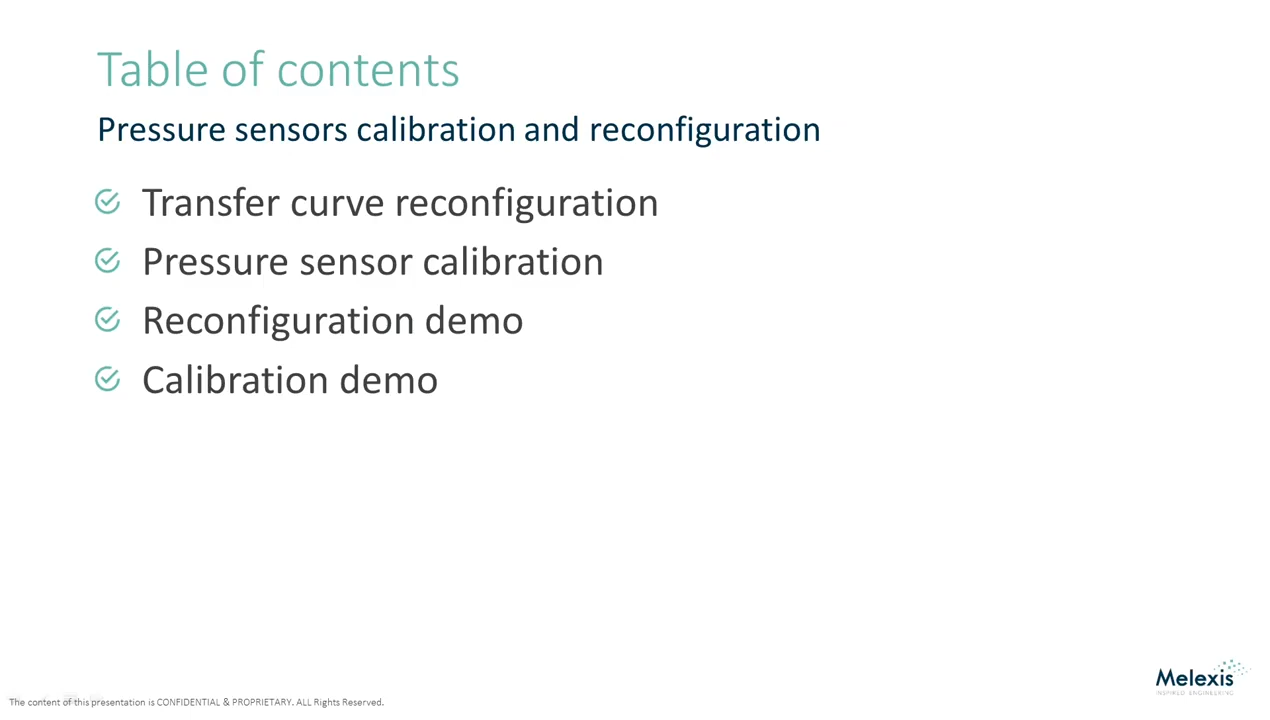 Table of contents
Pressure sensors calibration and reconfiguration
Transfer curve reconfiguration
Pressure sensor calibration
Reconfiguration demo
Calibration demo
Melexis
INSPIRED ENGINEERING
The content of this presentation is CONFIDENTIAL & PROPRIETARY. ALL Rights Reserved.